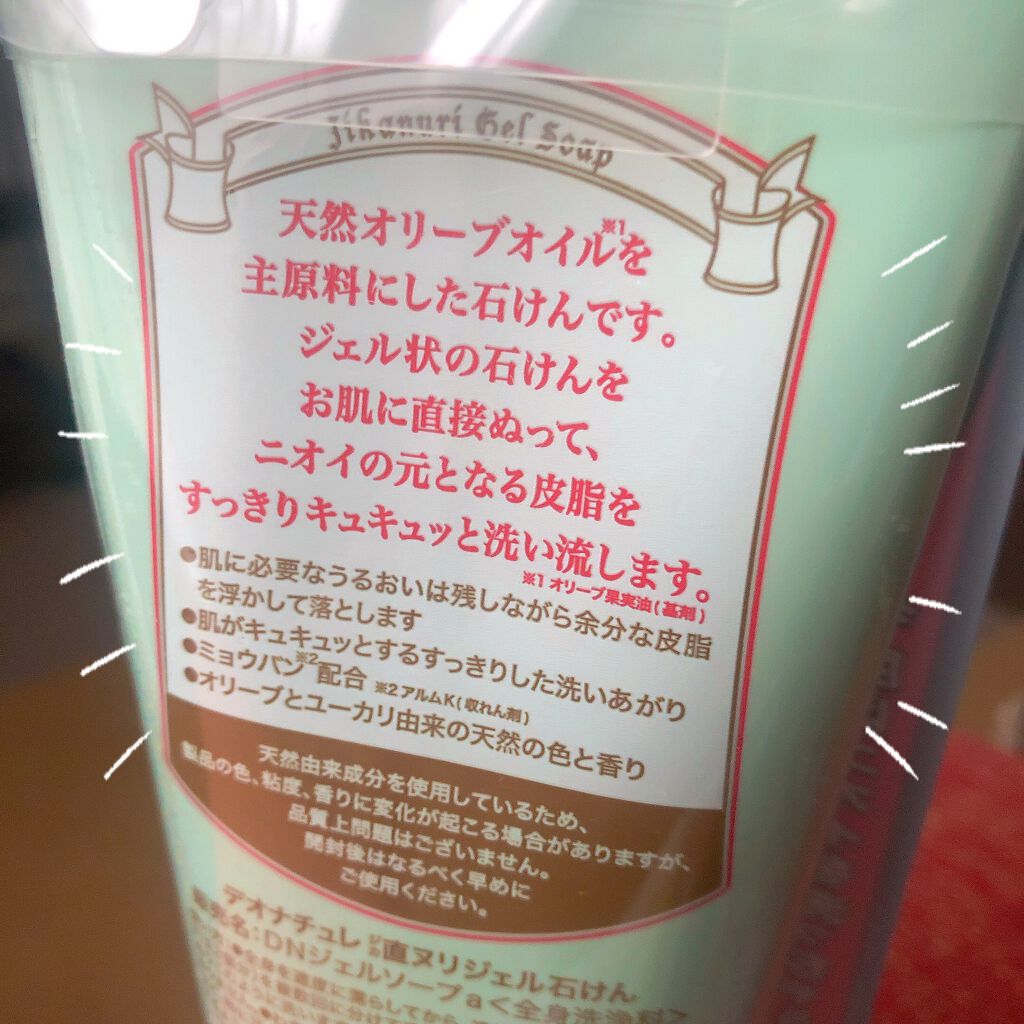 Jikanuri Gel Soap
天然オリーブオイル※1を
主原料にした石けんです。
ジェル状の石けんを
お肌に直接ぬって、
ニオイの元となる皮脂を
すっきりキュキュッと洗い流します。
※1 オリーブ果実油(基剤)
●肌に必要なうるおいは残しながら余分な皮脂
を浮かして落とします
●肌がキュキュッとするすっきりした洗いあがり
●ミョウバン※2配合 ※2 アルムK(収れん剤)
●オリーブとユーカリ由来の天然の色と香り
天然由来成分を使用しているため、
製品の色、粘度、香りに変化が起こる場合がありますが、
品質上問題はございません。
開封後はなるべく早めに
ご使用ください。
デオナチュレ 直ヌリジェル石けん
販売名:DNジェルソープa<全身洗浄料>